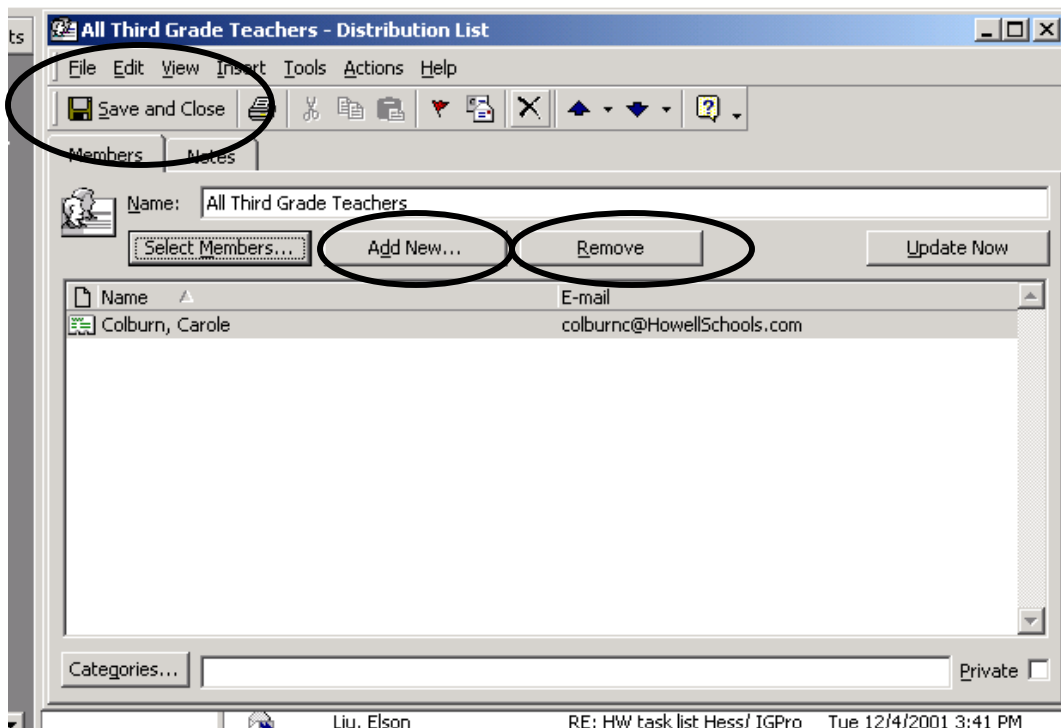 ts
All Third Grade Teachers - Distribution List
File Edit View Insert Tools Actions Help
Save and Close
Members Notes
Name: All Third Grade Teachers
Select Members... Add New... Remove Update Now
Name E-mail
Colburn, Carole colburnc@HowellSchools.com
Categories... Private
Liu, Elson RE: HW task list Hess/ IGPro Tue 12/4/2001 3:41 PM